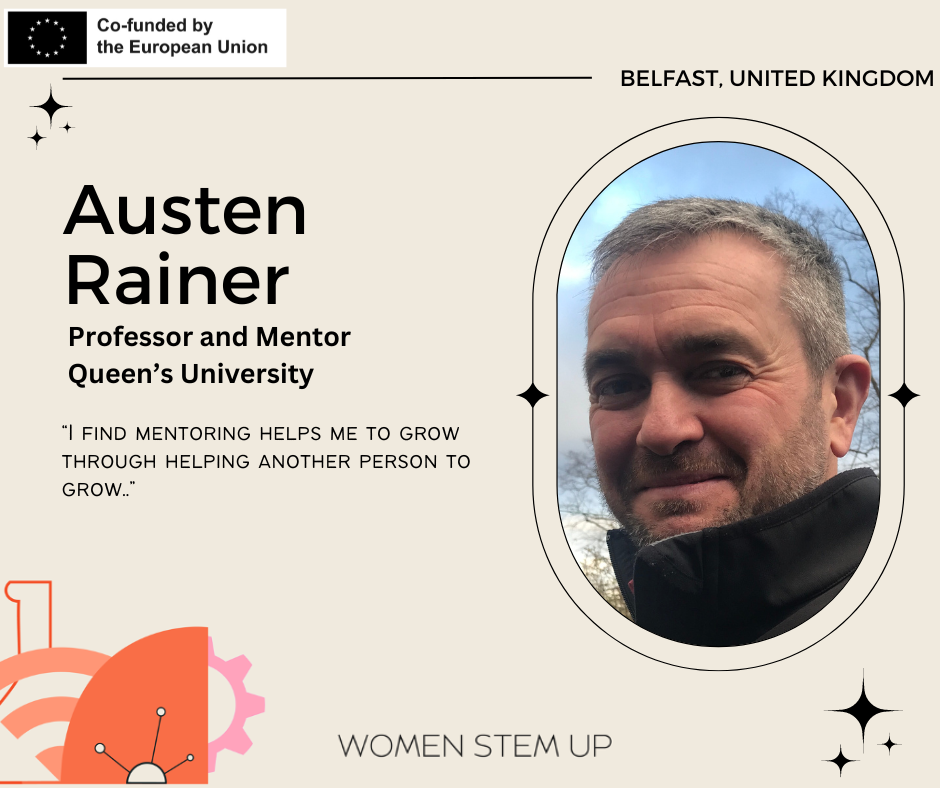 Co-funded by
the European Union
BELFAST, UNITED KINGDOM
Austen
Rainer
Professor and Mentor
Queen’s University
“I FIND MENTORING HELPS ME TO GROW
THROUGH HELPING ANOTHER PERSON TO
GROW..”
WOMEN STEM UP